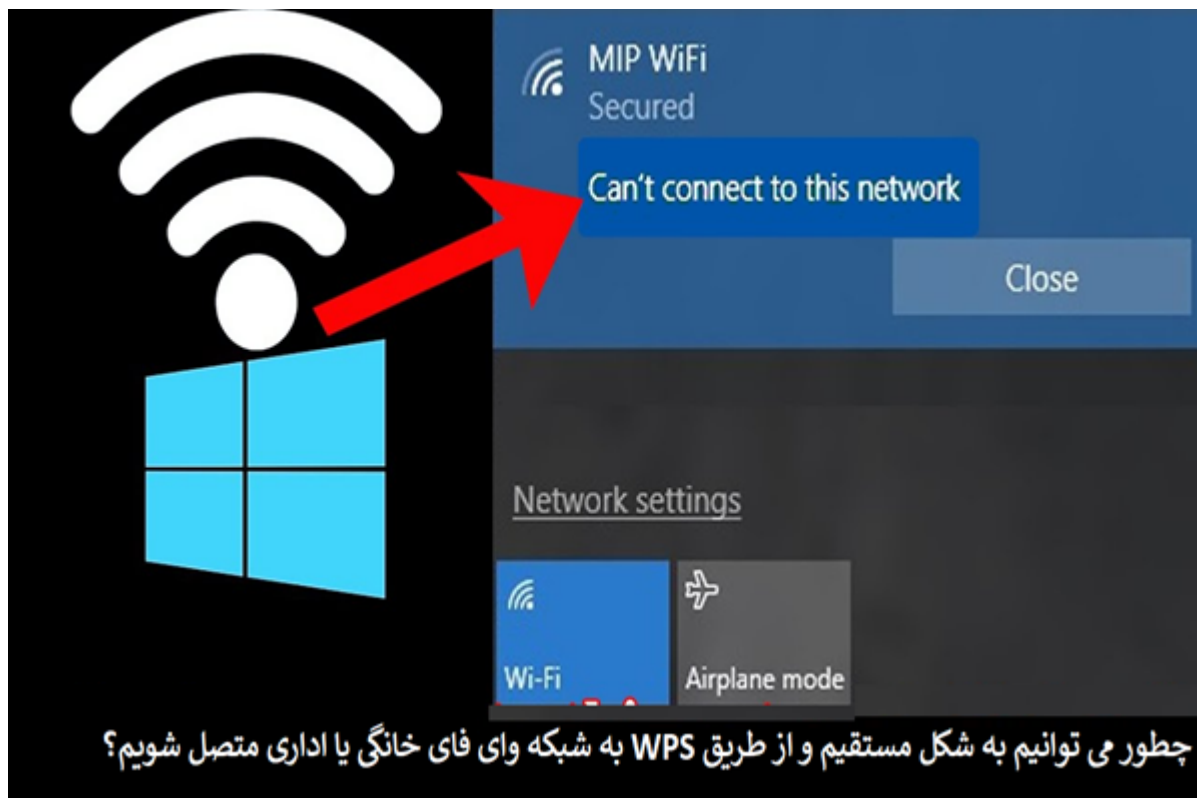 MIP WiFi
Secured
Can't connect to this network
Close
Network settings
Wi-Fi
Airplane mode
چطور می توانیم به شکل مستقیم و از طریق WPS به شبکه وای فای خانگی یا اداری متصل شویم؟